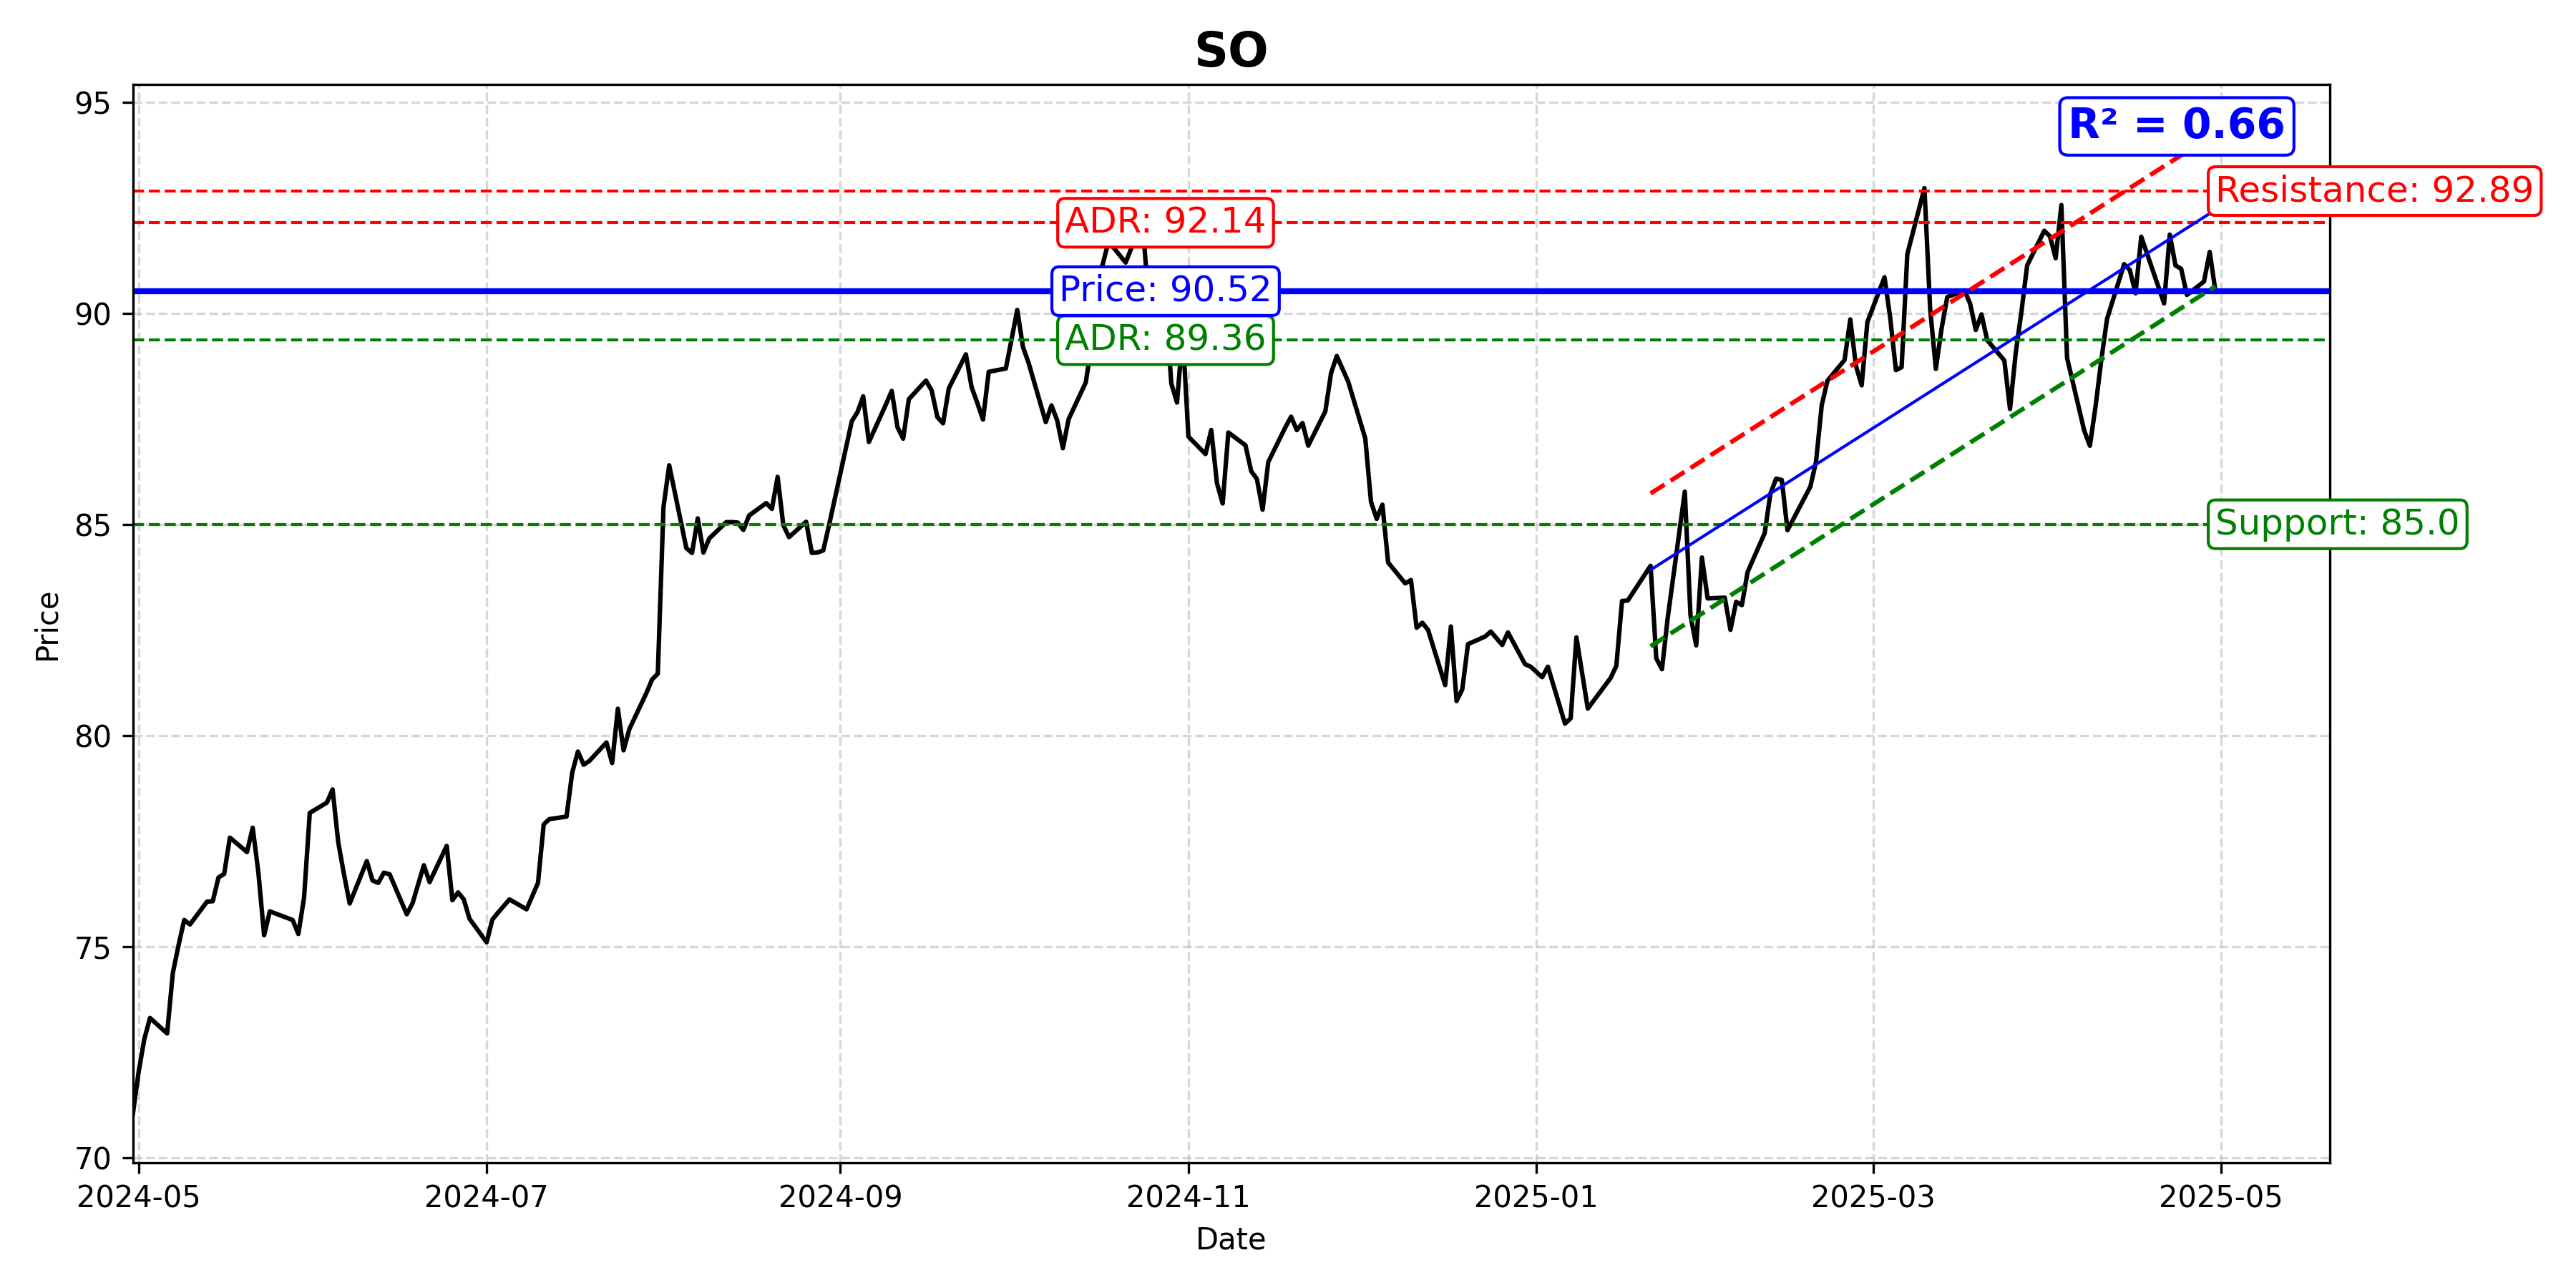 SO
95
R² = 0.66
Resistance: 92.89
ADR: 92.14
Price: 90.52
90
ADR: 89.36
85
Support: 85.0
Price
80
75
70
2024-05 2024-07 2024-09 2024-11 2025-01 2025-03 2025-05
Date